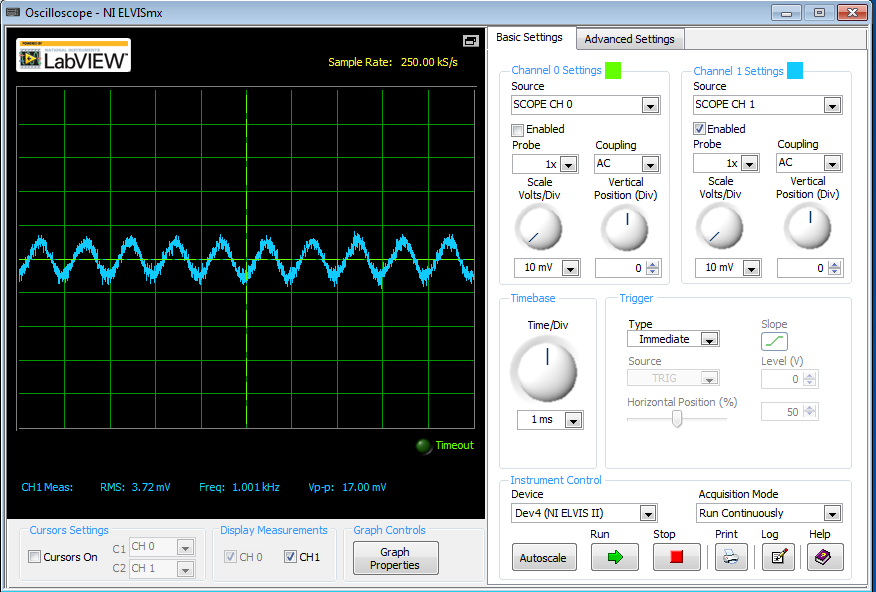 Oscilloscope - NI ELVISmx
POWERED BY
NATIONAL INSTRUMENTS
LabVIEW™
Sample Rate: 250.00 kS/s
Timeout
CH1 Meas: RMS: 3.72 mV Freq: 1.001 kHz Vp-p: 17.00 mV
Cursors Settings
Cursors On
C1 CH 0
C2 CH 1
Display Measurements
CH 0 CH1
Graph Controls
Graph
Properties
Basic Settings Advanced Settings
Channel 0 Settings
Source
SCOPE CH 0
Enabled
Probe Coupling
1x AC
Scale
Volts/Div
Vertical
Position (Div)
10 mV 0
Channel 1 Settings
Source
SCOPE CH 1
Enabled
Probe Coupling
1x AC
Scale
Volts/Div
Vertical
Position (Div)
10 mV 0
Timebase
Time/Div
1 ms
Trigger
Type Slope
Immediate
Source Level (V)
TRIG 0
Horizontal Position (%)
50
Instrument Control
Device Acquisition Mode
Dev4 (NI ELVIS II) Run Continuously
Run Stop Print Log Help
Autoscale